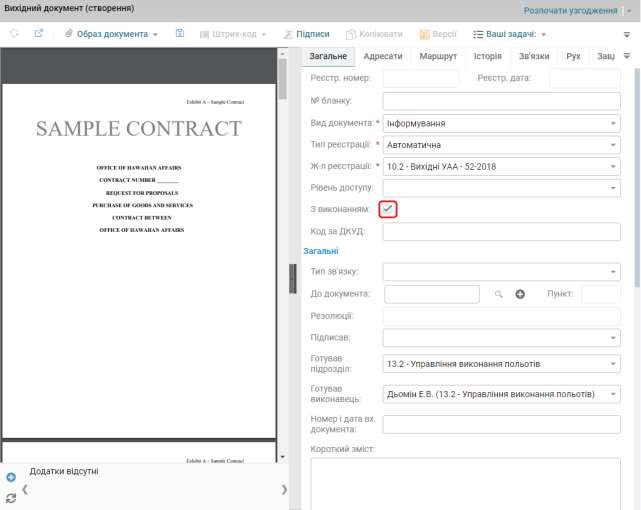 Вихідний документ (створення)
Розпочати узгодження
Образ документа
Штрих-код
Підписи
Копіювати
Версії
Ваші задачі:
Загальне Адресати Маршрут Історія Зв'язки Рух Завд
Реєстр. номер: Реєстр. дата:
№ бланку:
Вид документа: * Інформування
Тип реєстрації: * Автоматична
Ж-л реєстрації: * 10.2 - Вихідні УАА - 52-2018
Рівень доступу:
З виконанням:
Код за ДКУД:
Загальні
Тип зв'язку:
До документа: Пункт:
Резолюції:
Підписав:
Готував
підрозділ:
13.2 - Управління виконання польотів
Готував
виконавець:
Дьомін Е.В. (13.2 - Управління виконання польотів)
Номер і дата вх.
документа:
Короткий зміст:
Exhibit A – Sample Contract
SAMPLE CONTRACT
OFFICE OF HAWAIIAN AFFAIRS
CONTRACT NUMBER ________
REQUEST FOR PROPOSALS
PURCHASE OF GOODS AND SERVICES
CONTRACT BETWEEN
OFFICE OF HAWAIIAN AFFAIRS
Exhibit A – Sample Contract
Додатки відсутні